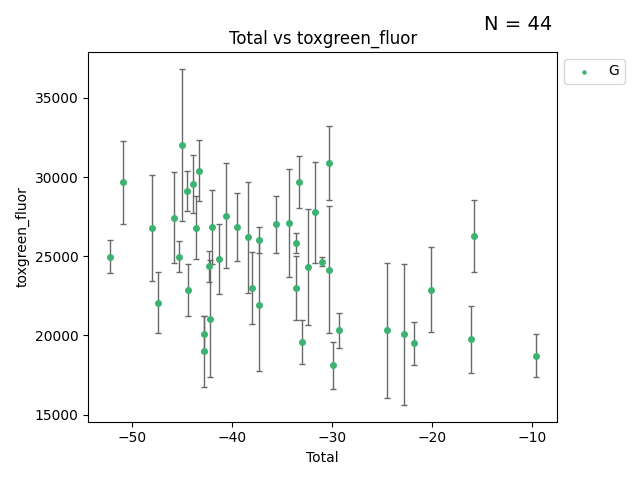 N = 44
Total vs toxgreen_fluor
G
toxgreen_fluor
35000
30000
25000
20000
15000
−50 −40 −30 −20 −10
Total